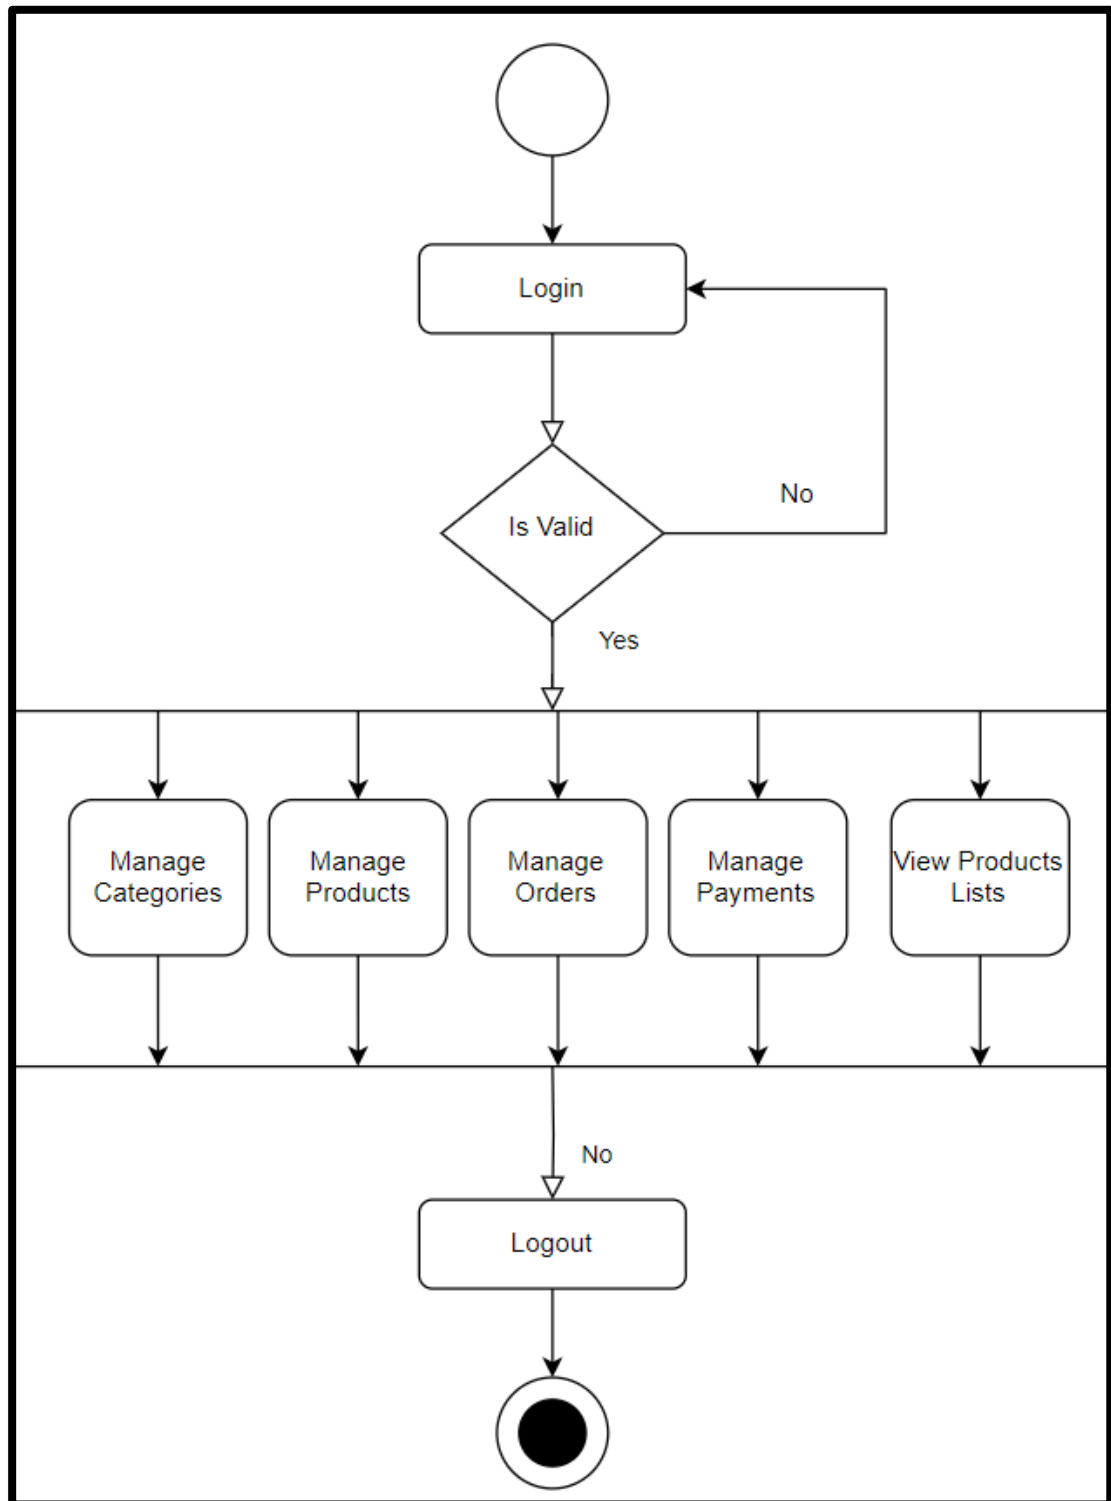 Login
Is Valid
No
Yes
Manage
Categories
Manage
Products
Manage
Orders
Manage
Payments
View Products
Lists
No
Logout